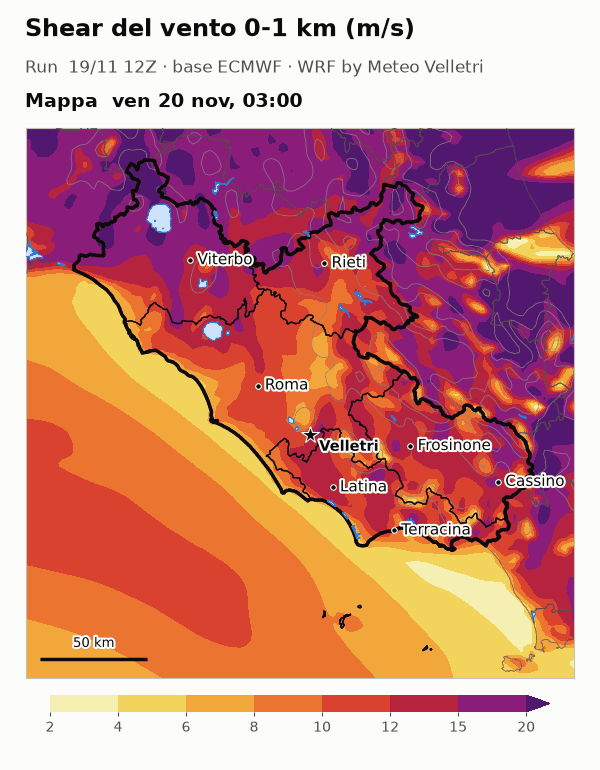 Shear del vento 0-1 km (m/s)
Run  19/11 12Z · base ECMWF · WRF by Meteo Velletri
Mappa  ven 20 nov, 03:00
Viterbo
Rieti
Roma
Velletri
Frosinone
Latina
Cassino
Terracina
50 km
2 4 6 8 10 12 15 20